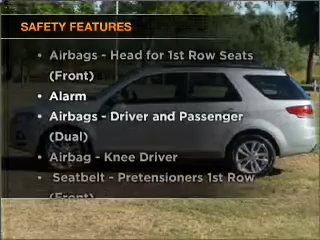 SAFETY FEATURES
• Airbags - Head for 1st Row Seats
(Front)
• Alarm
• Airbags - Driver and Passenger
(Dual)
• Airbag - Knee Driver
• Seatbelt - Pretensioners 1st Row
(Front)